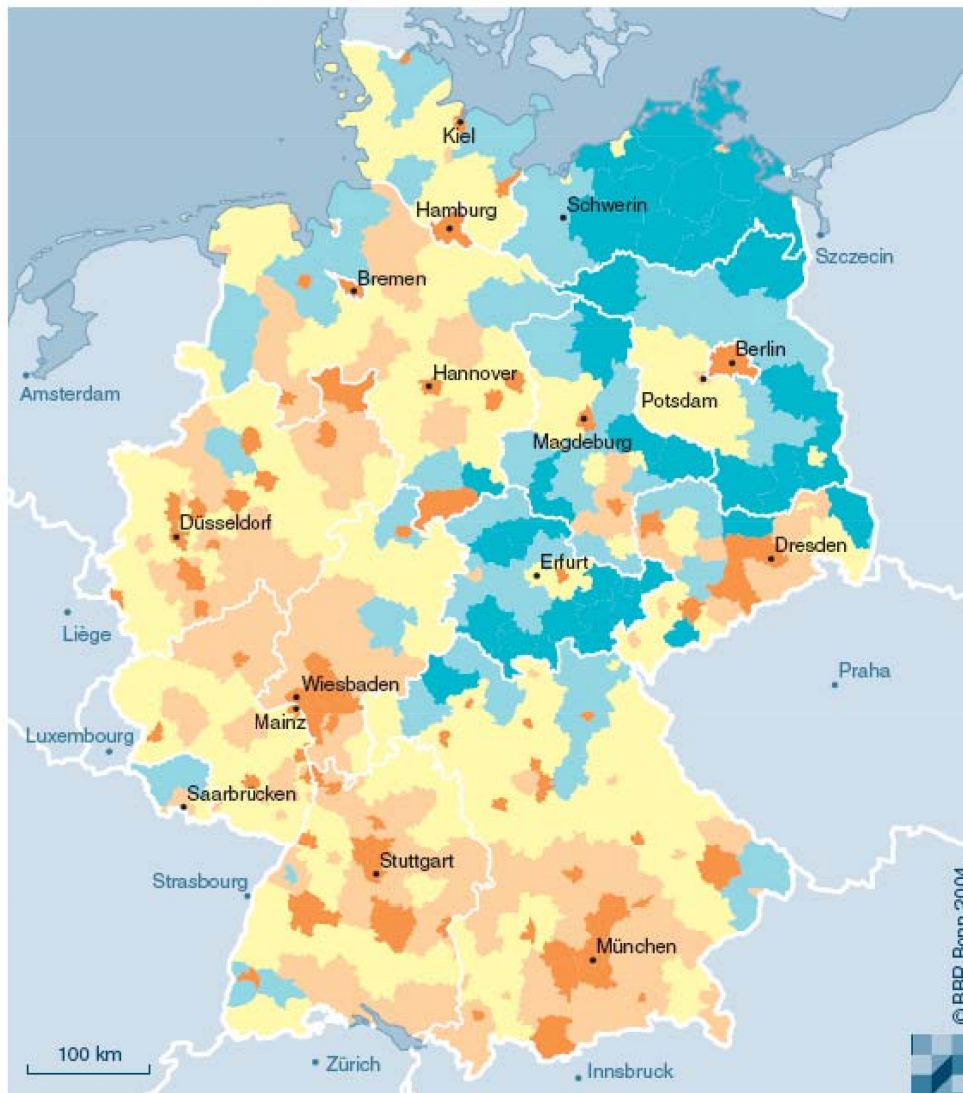 Kiel
Hamburg
Schwerin
Szczecin
Bremen
Amsterdam
Hannover
Berlin
Potsdam
Magdeburg
Düsseldorf
Dresden
Erfurt
Liège
Wiesbaden
Praha
Mainz
Luxembourg
Saarbrücken
Stuttgart
Strasbourg
München
© BBR Bonn 2004
100 km
Zürich
Innsbruck